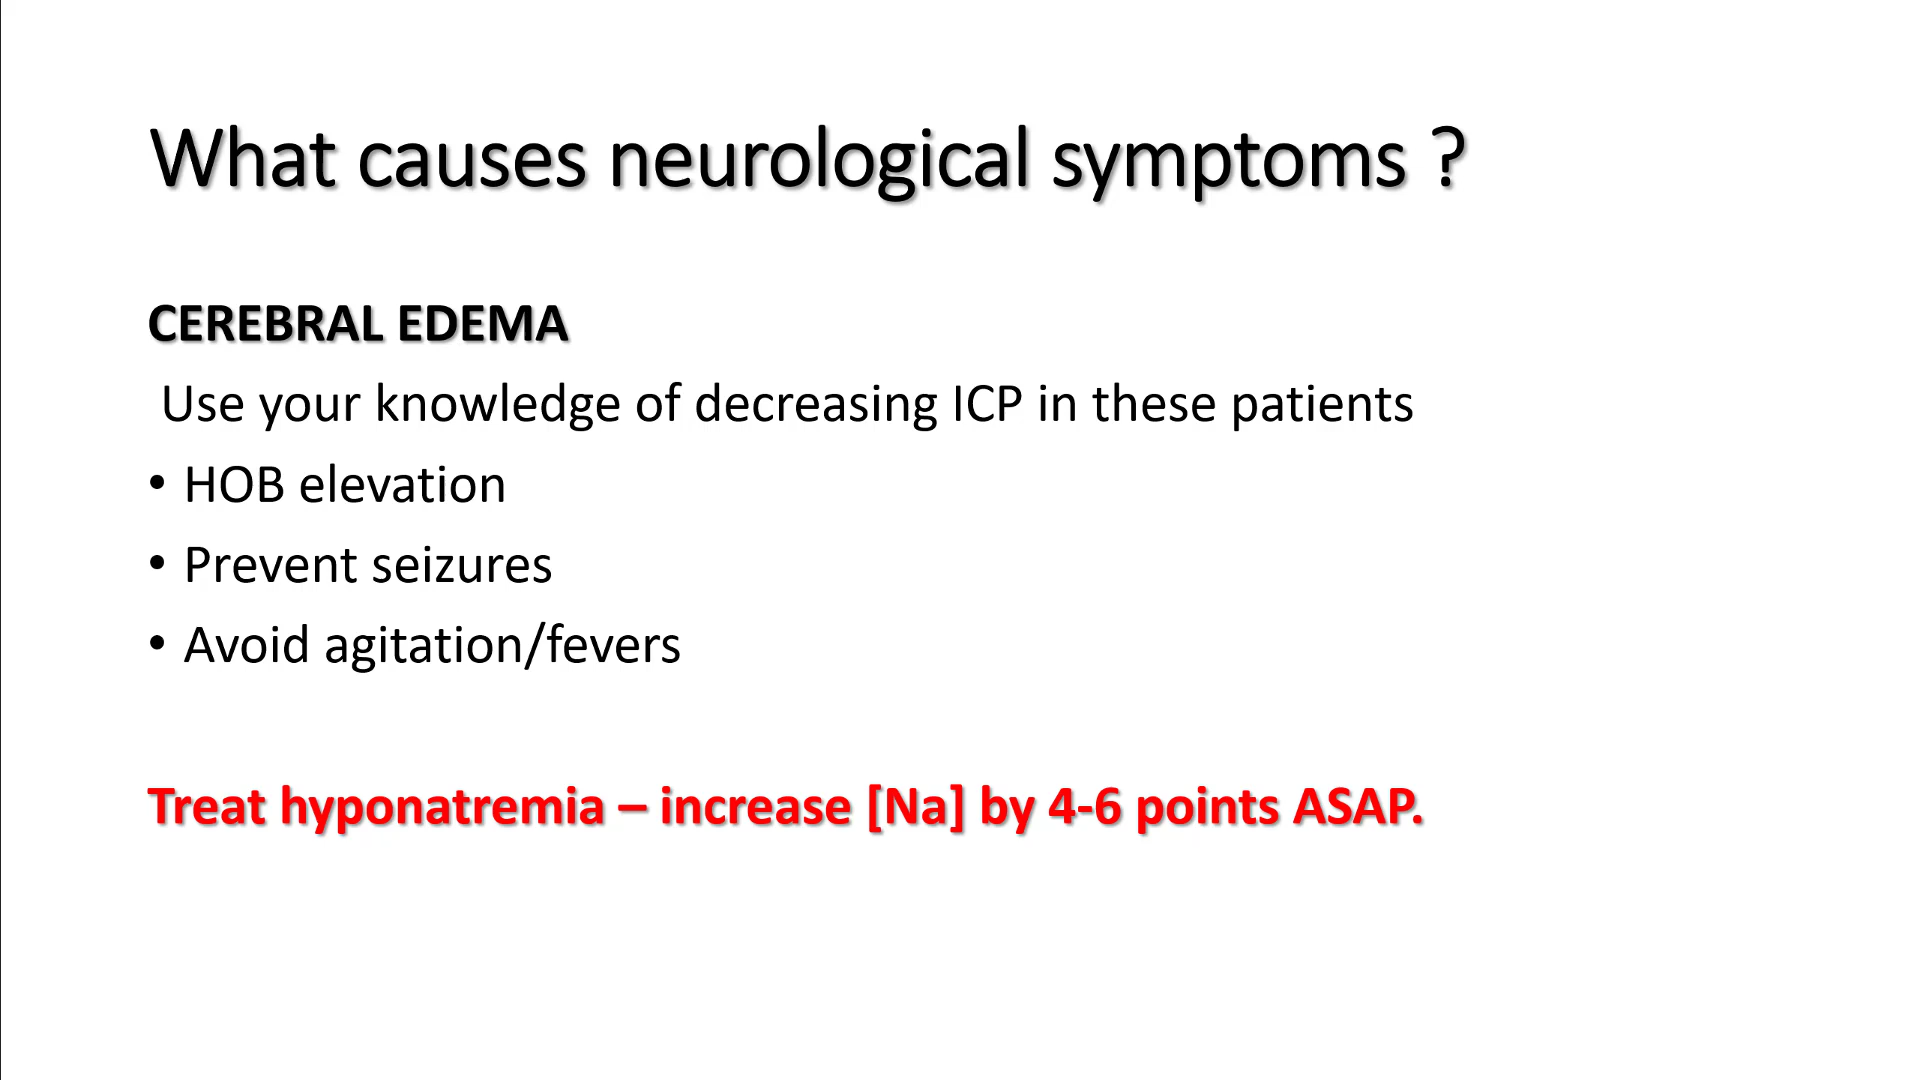 What causes neurological symptoms ?
CEREBRAL EDEMA
Use your knowledge of decreasing ICP in these patients
• HOB elevation
• Prevent seizures
• Avoid agitation/fevers
Treat hyponatremia – increase [Na] by 4-6 points ASAP.